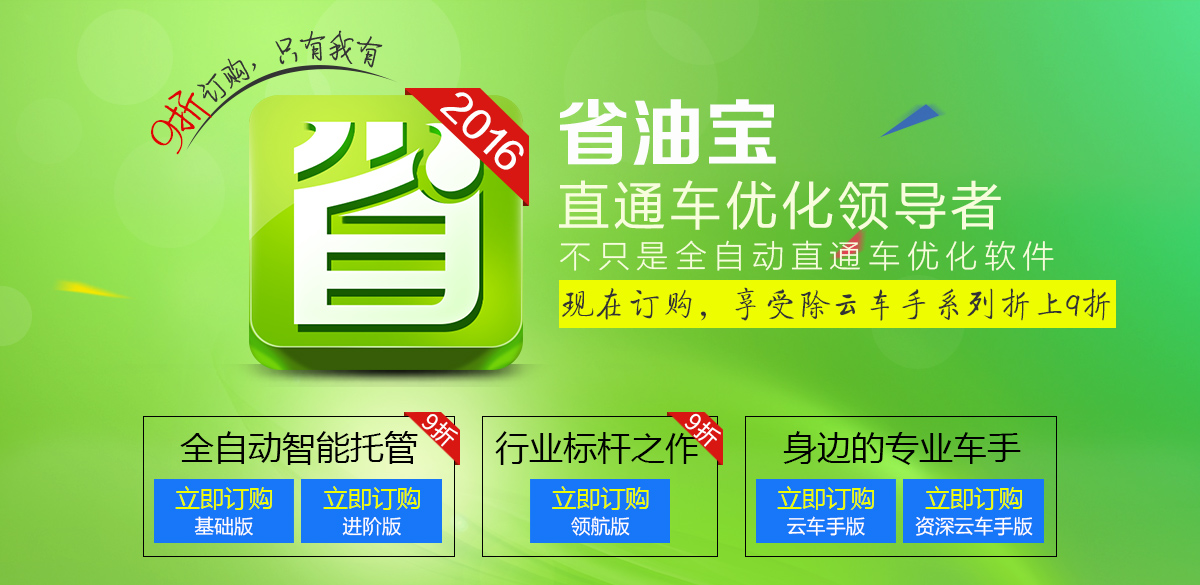 9折订购，只有我有
省
2016
省油宝
直通车优化领导者
不只是全自动直通车优化软件
现在订购，享受除云车手系列折上9折
全自动智能托管
9折
立即订购
基础版
立即订购
进阶版
行业标杆之作
9折
立即订购
领航版
身边的专业车手
立即订购
云车手版
立即订购
资深云车手版